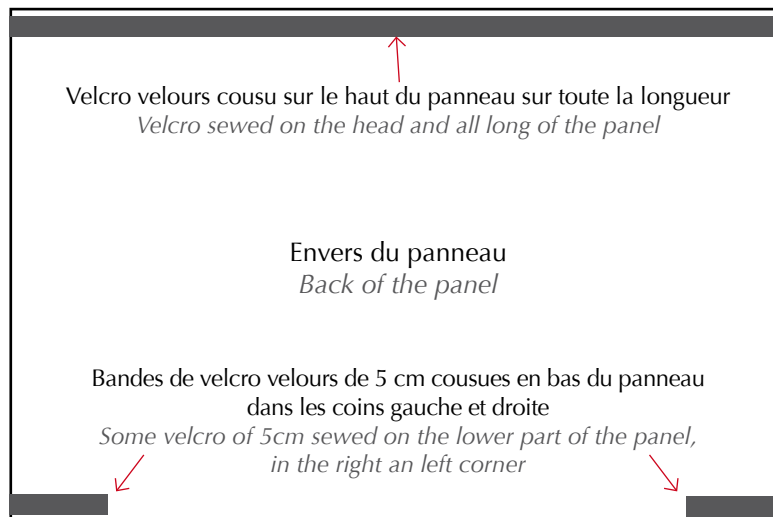 Velcro velours cousu sur le haut du panneau sur toute la longueur
Velcro sewed on the head and all long of the panel
Envers du panneau
Back of the panel
Bandes de velcro velours de 5 cm cousues en bas du panneau
dans les coins gauche et droite
Some velcro of 5cm sewed on the lower part of the panel,
in the right an left corner